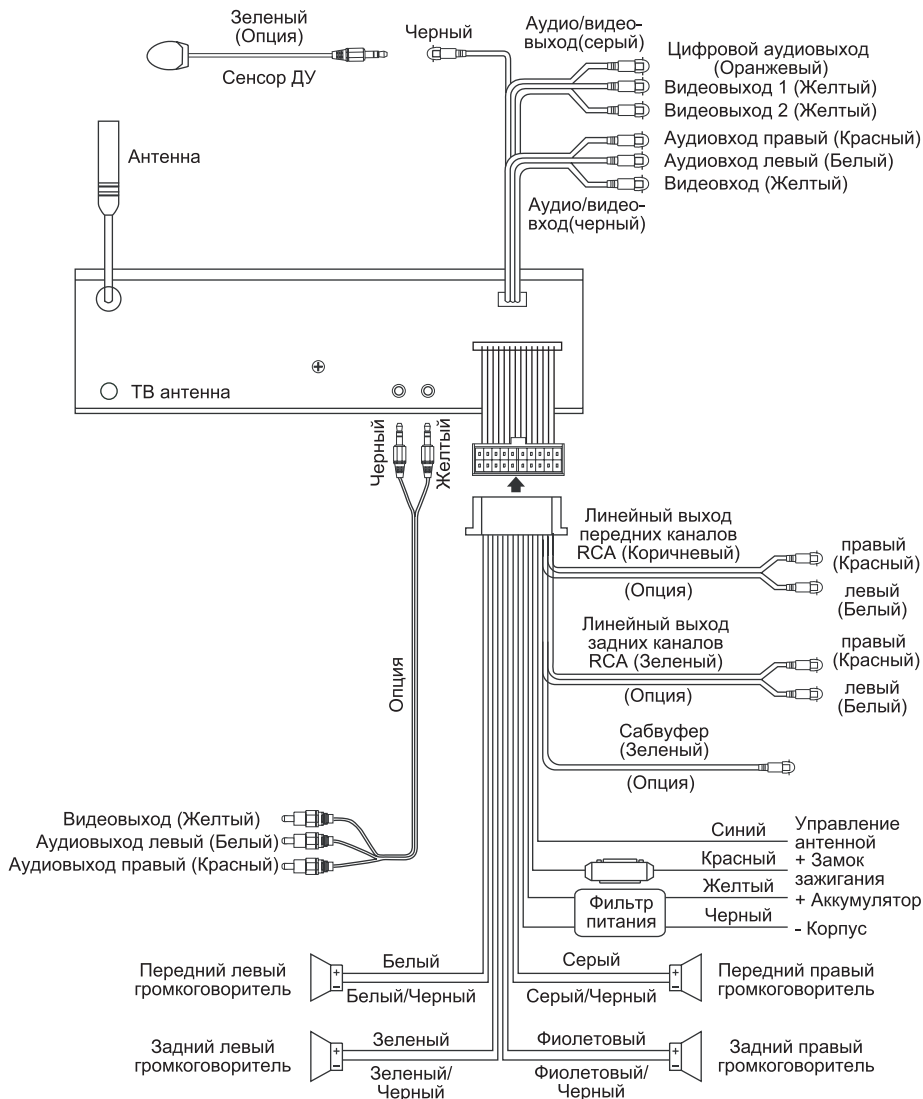 Зеленый
(Опция)
Сенсор ДУ
Черный
Аудио/видео-
выход(серый)
Цифровой аудиовыход
(Оранжевый)
Видеовыход 1 (Желтый)
Видеовыход 2 (Желтый)
Аудиовход правый (Красный)
Аудиовход левый (Белый)
Видеовход (Желтый)
Аудио/видео-
вход(черный)
Антенна
ТВ антенна
Черный
Желтый
Опция
Линейный выход
передних каналов
RCA (Коричневый)
(Опция)
правый
(Красный)
левый
(Белый)
Линейный выход
задних каналов
RCA (Зеленый)
(Опция)
правый
(Красный)
левый
(Белый)
Сабвуфер
(Зеленый)
(Опция)
Видеовыход (Желтый)
Аудиовыход левый (Белый)
Аудиовыход правый (Красный)
Синий
Управление
антенной
Красный
+ Замок
зажигания
Желтый
+ Аккумулятор
Фильтр
питания
Черный
- Корпус
Передний левый
громкоговоритель
+
–
Белый
Белый/Черный
Серый
Серый/Черный
+
–
Передний правый
громкоговоритель
Задний левый
громкоговоритель
+
–
Зеленый
Зеленый/
Черный
Фиолетовый
Фиолетовый/
Черный
+
–
Задний правый
громкоговоритель